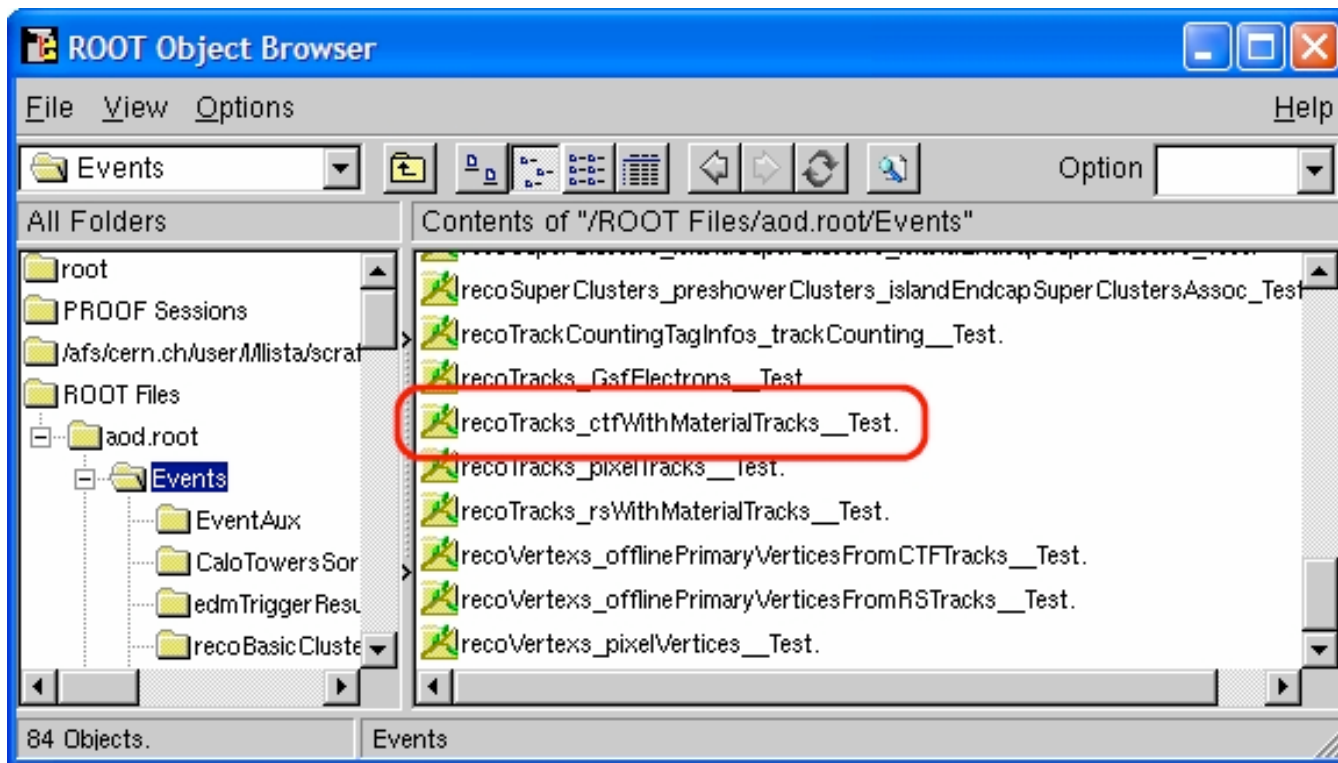 ROOT Object Browser
File View Options Help
Events Option
All Folders
Contents of "/ROOT Files/aod.root/Events"
root
PROOF Sessions
/afs/cern.ch/user/l/llista/scrat
ROOT Files
aod.root
Events
EventAux
CaloTowersSor
edmTriggerResu
recoBasicCluste
recoSuperClusters_preshowerClusters_islandEndcapSuperClustersAssoc_Test
recoTrackCountingTagInfos_trackCounting__Test.
recoTracks_GsfElectrons__Test.
recoTracks_ctfWithMaterialTracks__Test.
recoTracks_pixelTracks__Test.
recoTracks_rsWithMaterialTracks__Test.
recoVertexs_offlinePrimaryVerticesFromCTFTracks__Test.
recoVertexs_offlinePrimaryVerticesFromRSTracks__Test.
recoVertexs_pixelVertices__Test.
84 Objects.
Events